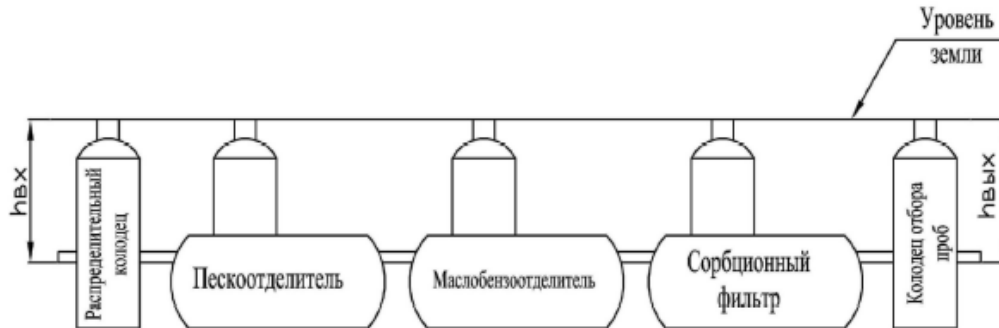 Уровень
земли
hвх
Распределительный
колодец
Пескоотделитель
Маслобензоотделитель
Сорбционный
фильтр
Колодец отбора
проб
hвых